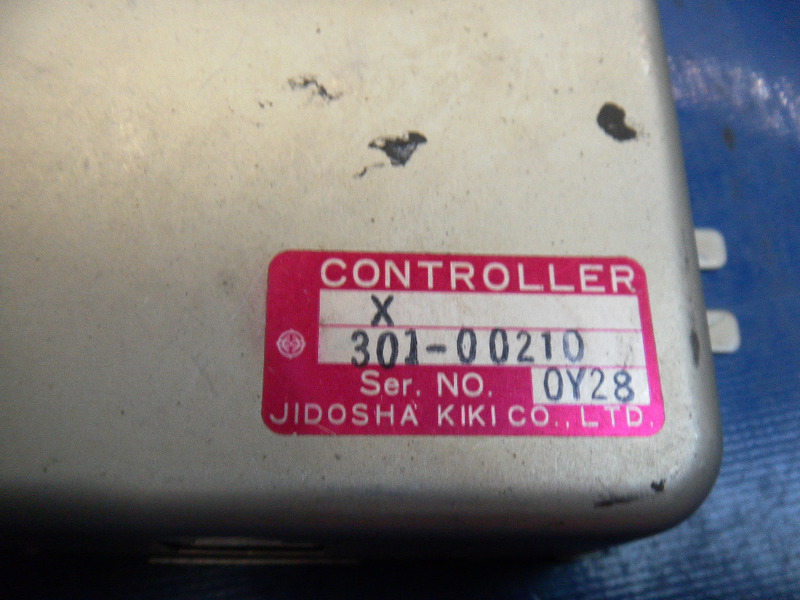 CONTROLLER
X
301-00210
Ser. NO. 0Y28
JIDOSHA KIKI CO., LTD.